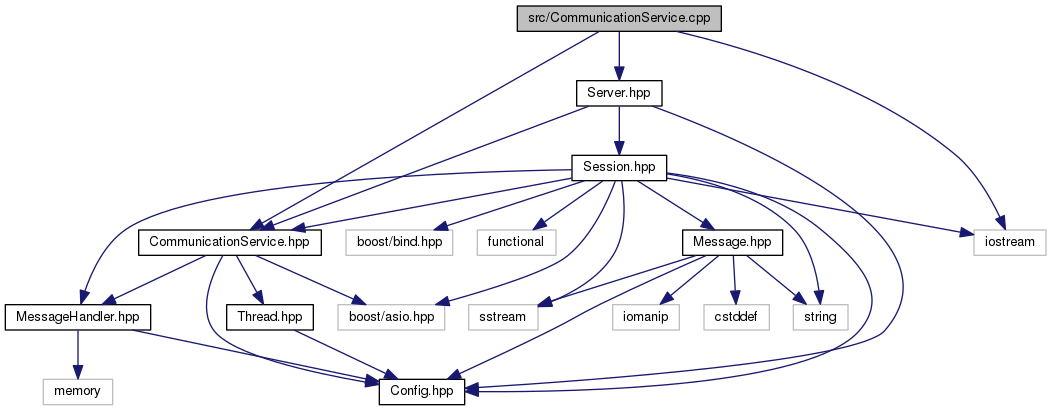 src/CommunicationService.cpp
Server.hpp
Session.hpp
CommunicationService.hpp
boost/bind.hpp
functional
Message.hpp
iostream
MessageHandler.hpp
Thread.hpp
boost/asio.hpp
sstream
iomanip
cstddef
string
memory
Config.hpp